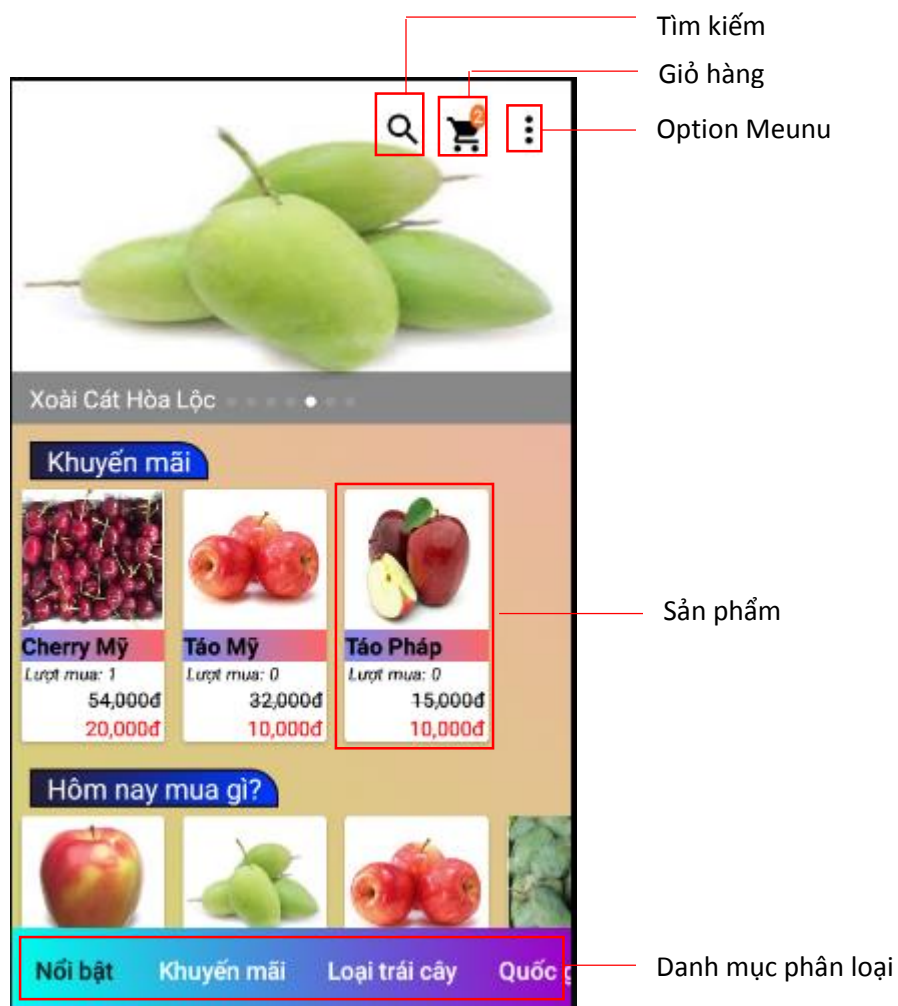 Tìm kiếm
Giỏ hàng
Option Meunu
2
Xoài Cát Hòa Lộc
Khuyến mãi
Cherry Mỹ Táo Mỹ Táo Pháp
Lượt mua: 1 Lượt mua: 0 Lượt mua: 0
54,000đ 32,000đ 15,000đ
20,000đ 10,000đ 10,000đ
Sản phẩm
Hôm nay mua gì?
Nổi bật Khuyến mãi Loại trái cây Quốc g
Danh mục phân loại